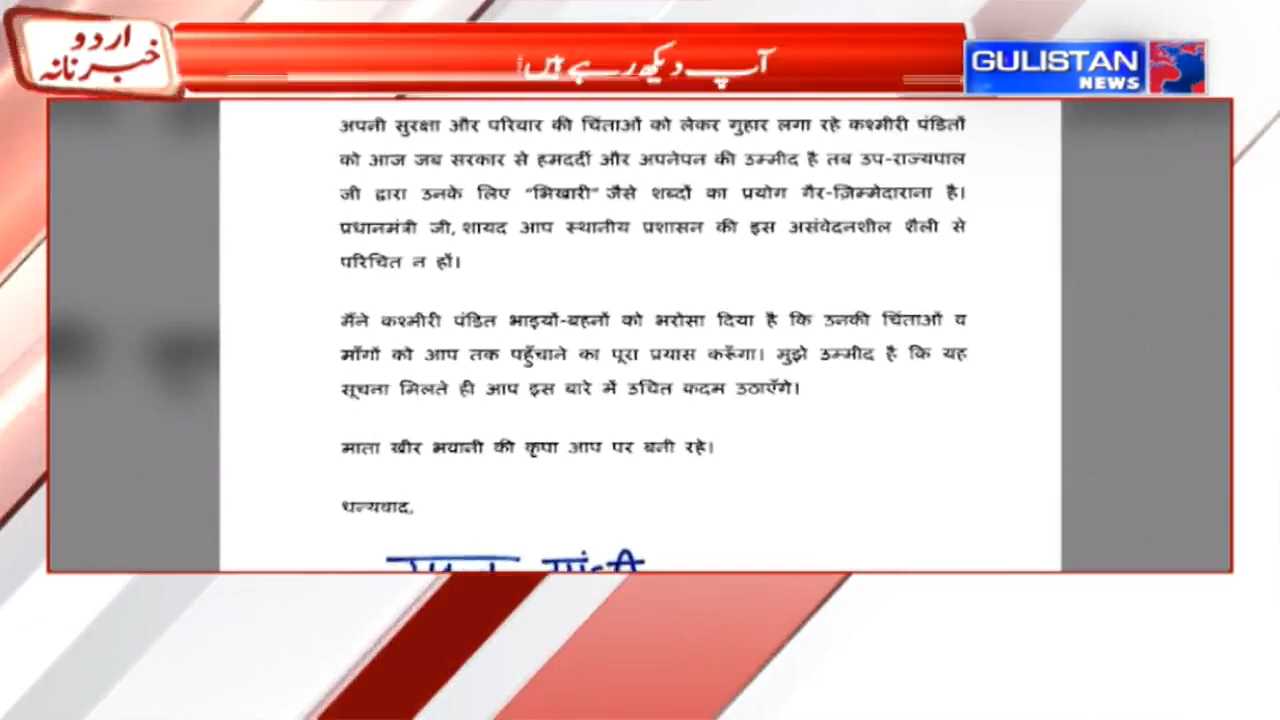 اردو
خبرنامہ
آپ دیکھ رہے ہیں!
GULISTAN
NEWS
अपनी सुरक्षा और परिवार की चिंताओं को लेकर गुहार लगा रहे कश्मीरी पंडितों
को आज जब सरकार से हमदर्दी और अपनेपन की उम्मीद है तब उप-राज्यपाल
जी द्वारा उनके लिए “भिखारी” जैसे शब्दों का प्रयोग गैर-ज़िम्मेदाराना है।
प्रधानमंत्री जी, शायद आप स्थानीय प्रशासन की इस असंवेदनशील शैली से
परिचित न हों।
मैंने कश्मीरी पंडित भाइयों-बहनों को भरोसा दिया है कि उनकी चिंताओं व
माँगों को आप तक पहुँचाने का पूरा प्रयास करूँगा। मुझे उम्मीद है कि यह
सूचना मिलते ही आप इस बारे में उचित कदम उठाएँगे।
माता खीर भवानी की कृपा आप पर बनी रहे।
धन्यवाद,